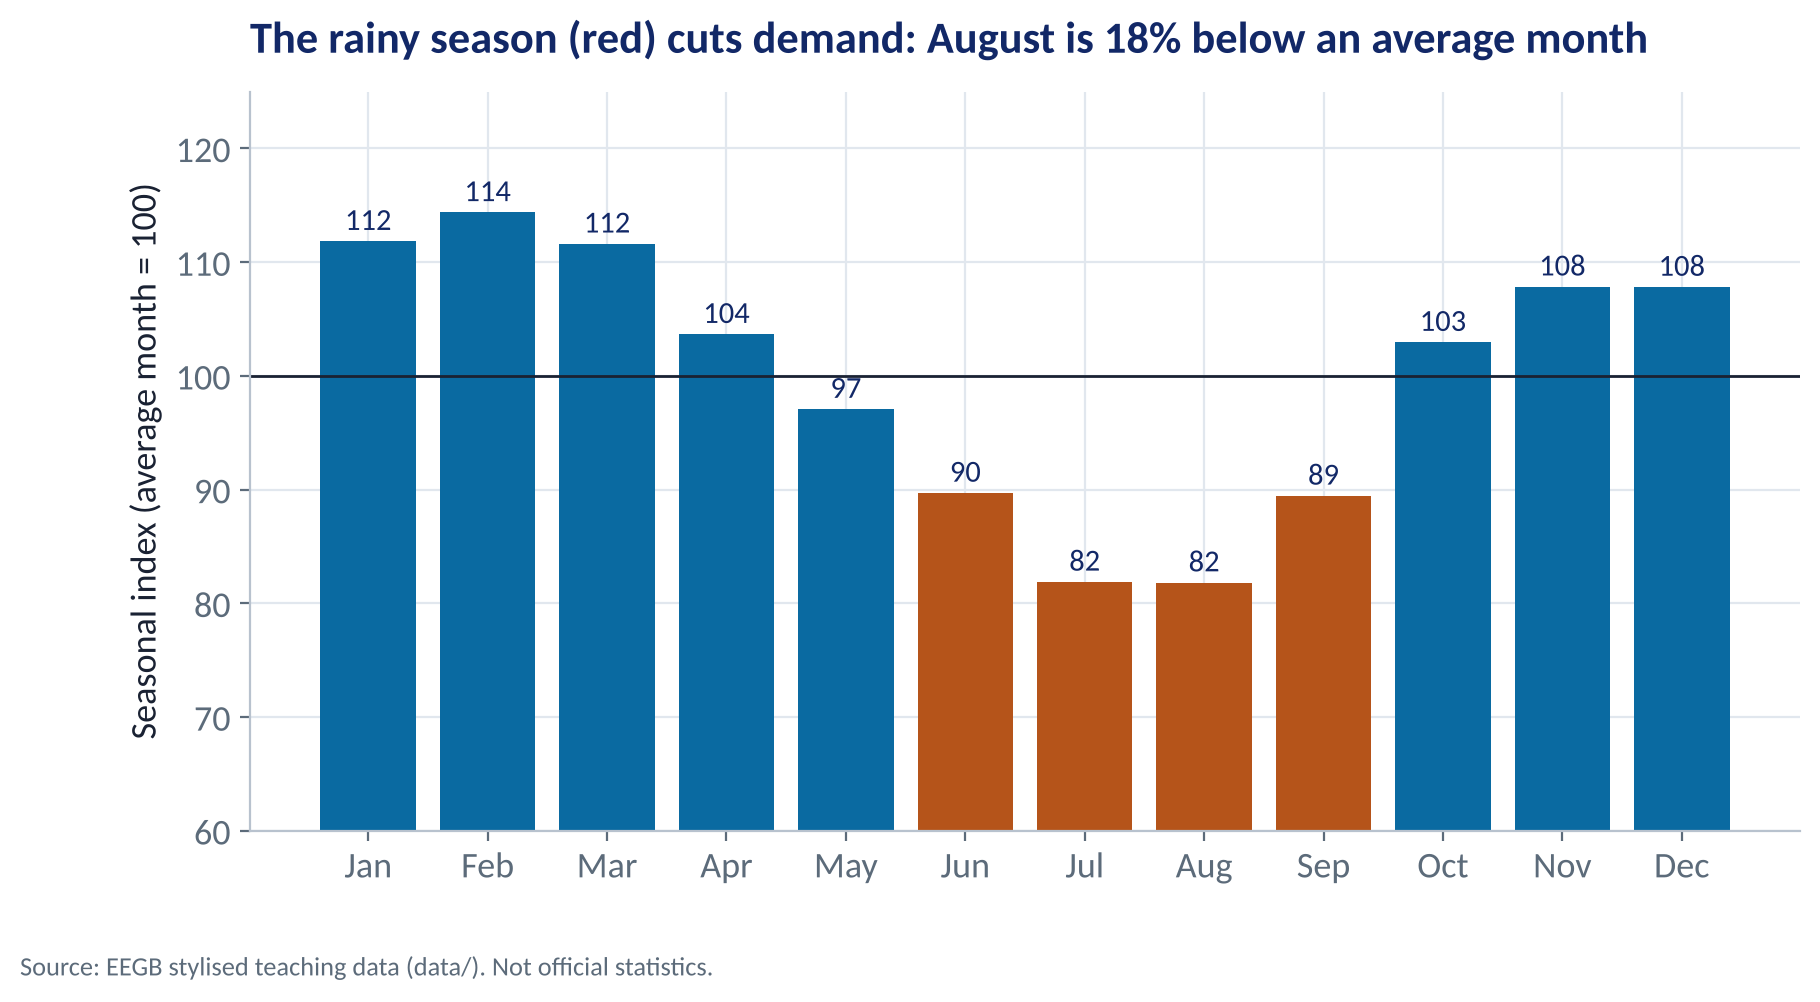 The rainy season (red) cuts demand: August is 18% below an average month
Seasonal index (average month = 100)
120
110
100
90
80
70
60
112
114
112
104
97
90
82
82
89
103
108
108
Jan
Feb
Mar
Apr
May
Jun
Jul
Aug
Sep
Oct
Nov
Dec
Source: EEGB stylised teaching data (data/). Not official statistics.